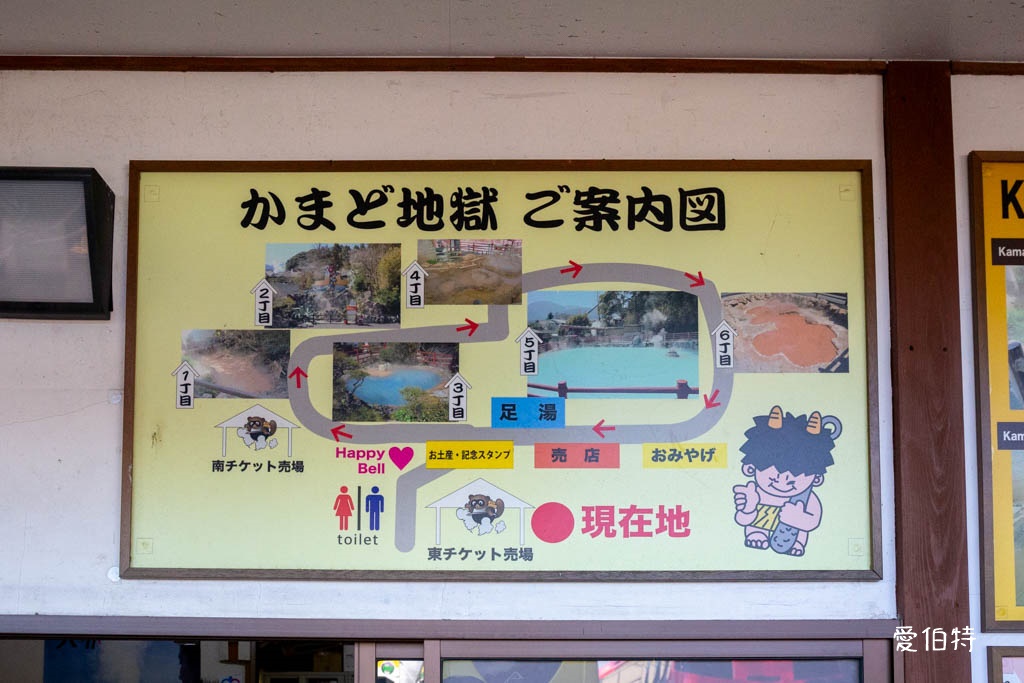 かまど地獄 ご案内図
2丁目
4丁目
1丁目
3丁目
5丁目
6丁目
足湯
南チケット売場
Happy
Bell
お土産・記念スタンプ
売店
おみやげ
toilet
東チケット売場
現在地
K
Kama
Kama
愛伯特